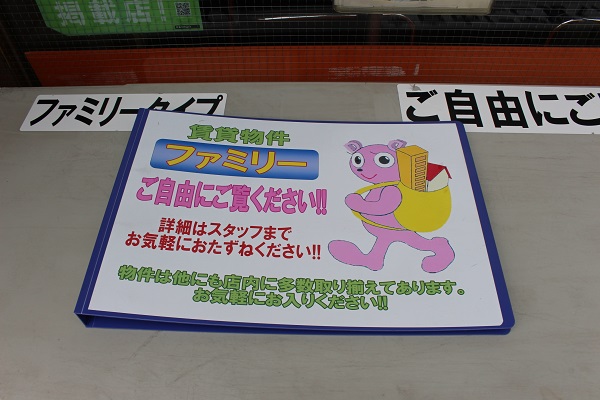 掲載店！
ファミリータイプ
ご自由にご
賃貸物件
ファミリー
ご自由にご覧ください!!
詳細はスタッフまで
お気軽におたずねください!!
物件は他にも店内に多数取り揃えてあります。
お気軽にお入りください!!